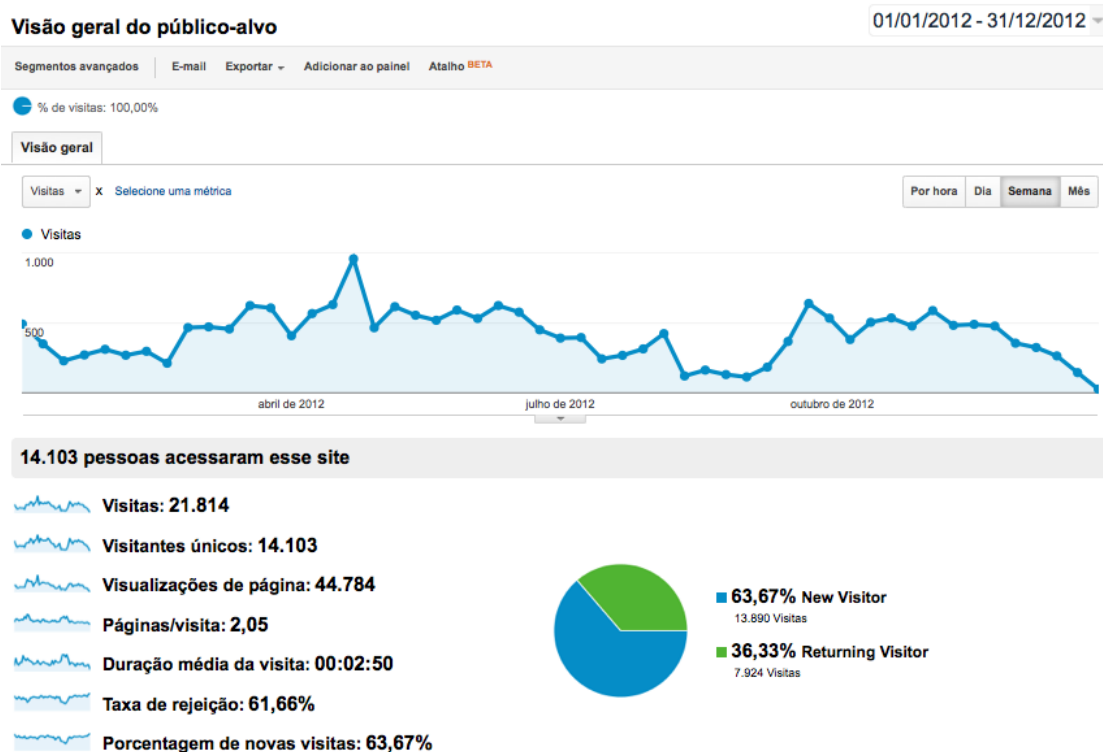 Visão geral do público-alvo
01/01/2012 - 31/12/2012
Segmentos avançados E-mail Exportar Adicionar ao painel Atalho BETA
% de visitas: 100,00%
Visão geral
Visitas x Selecione uma métrica
Por hora Dia Semana Mês
Visitas
1.000
500
abril de 2012 julho de 2012 outubro de 2012
14.103 pessoas acessaram esse site
Visitas: 21.814
Visitantes únicos: 14.103
Visualizações de página: 44.784
Páginas/visita: 2,05
Duração média da visita: 00:02:50
Taxa de rejeição: 61,66%
Porcentagem de novas visitas: 63,67%
63,67% New Visitor
13.890 Visitas
36,33% Returning Visitor
7.924 Visitas